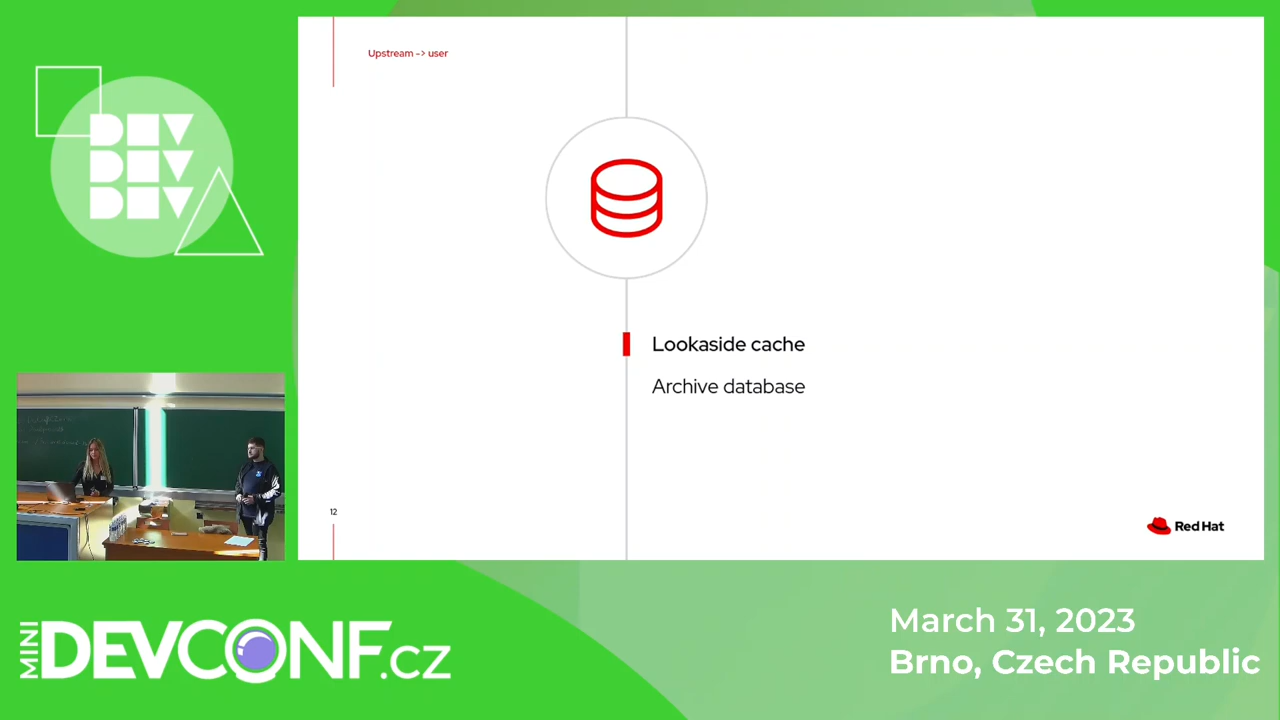 DEV
DEV
DEV
Upstream -> user
Lookaside cache
Archive database
12
Red Hat
MINI
DEVCONF.cz
March 31, 2023
Brno, Czech Republic